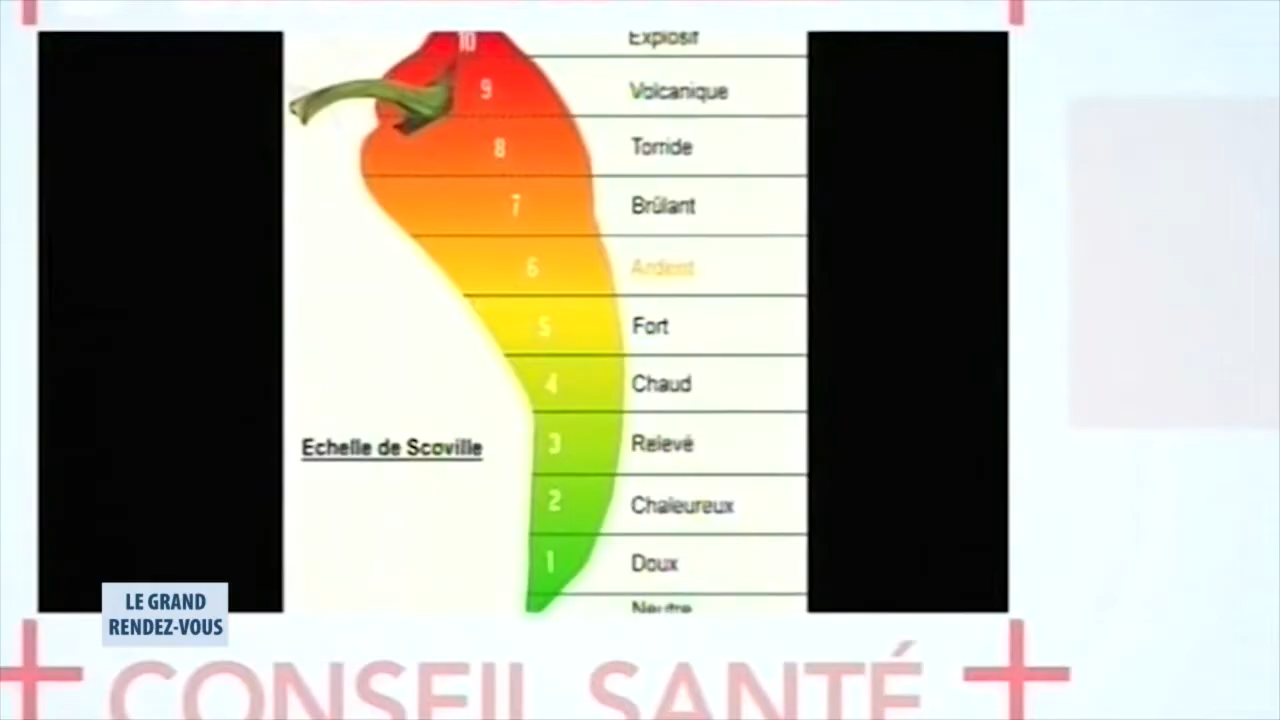 10 Explosif
9 Volcanique
8 Torride
7 Brûlant
6 Ardent
5 Fort
4 Chaud
3 Relevé
Echelle de Scoville
2 Chaleureux
1 Doux
Neutre
LE GRAND
RENDEZ-VOUS
CONSEIL SANTÉ